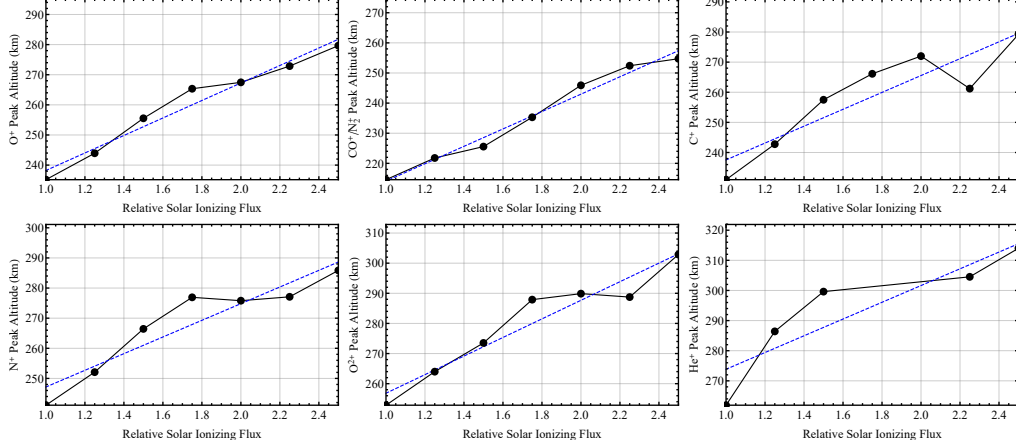 290
280
270
260
250
240
O⁺ Peak Altitude (km)
1.0 1.2 1.4 1.6 1.8 2.0 2.2 2.4
Relative Solar Ionizing Flux
270
260
250
240
230
220
CO⁺/N₂⁺ Peak Altitude (km)
1.0 1.2 1.4 1.6 1.8 2.0 2.2 2.4
Relative Solar Ionizing Flux
290
280
270
260
250
240
C⁺ Peak Altitude (km)
1.0 1.2 1.4 1.6 1.8 2.0 2.2 2.4
Relative Solar Ionizing Flux
300
290
280
270
260
250
N⁺ Peak Altitude (km)
1.0 1.2 1.4 1.6 1.8 2.0 2.2 2.4
Relative Solar Ionizing Flux
310
300
290
280
270
260
O²⁺ Peak Altitude (km)
1.0 1.2 1.4 1.6 1.8 2.0 2.2 2.4
Relative Solar Ionizing Flux
320
310
300
290
280
270
He⁺ Peak Altitude (km)
1.0 1.2 1.4 1.6 1.8 2.0 2.2 2.4
Relative Solar Ionizing Flux